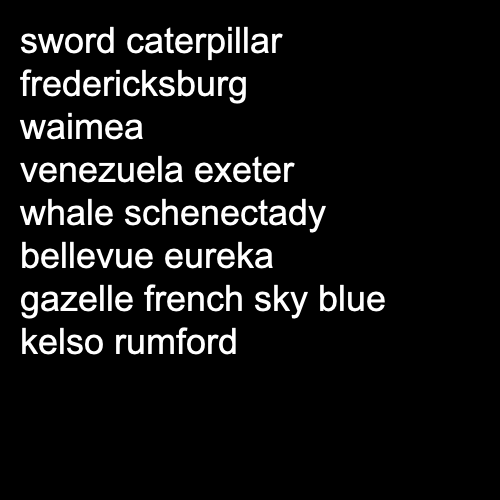 sword caterpillar
fredericksburg
waimea
venezuela exeter
whale schenectady
bellevue eureka
gazelle french sky blue
kelso rumford